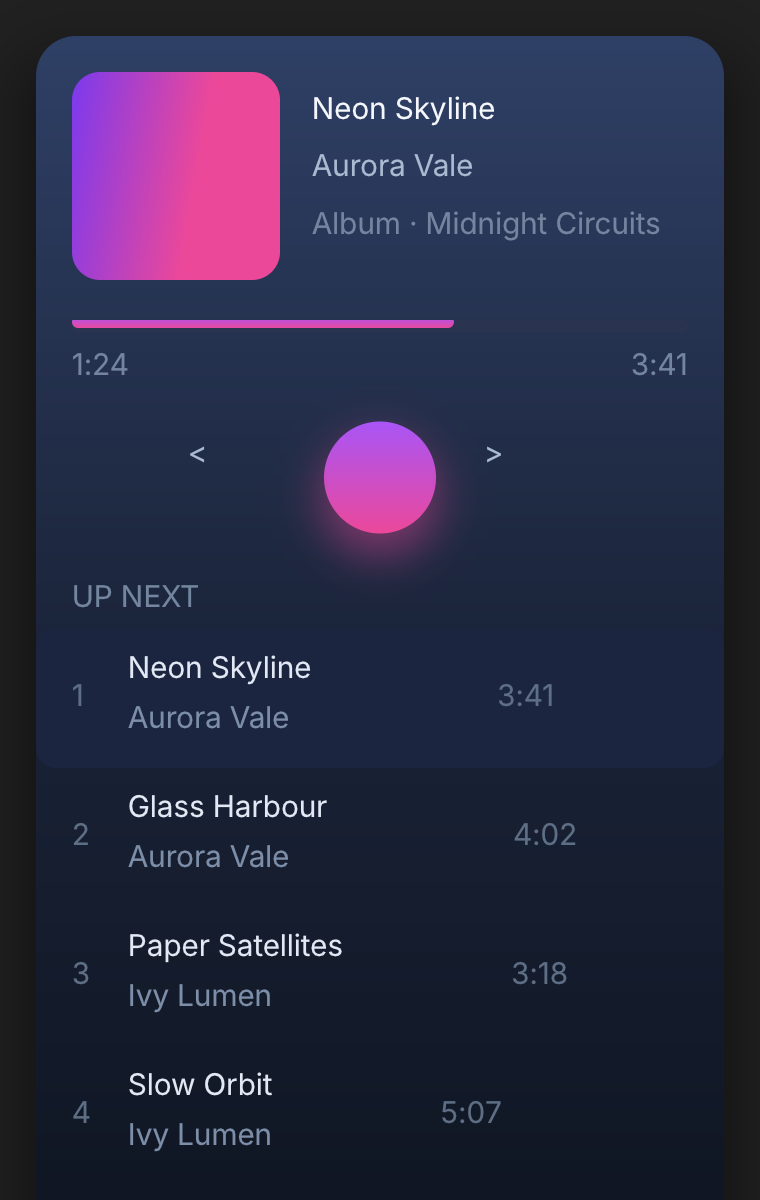 Neon Skyline
Aurora Vale
Album · Midnight Circuits
1:24 3:41
< >
UP NEXT
1 Neon Skyline 3:41
Aurora Vale
2 Glass Harbour 4:02
Aurora Vale
3 Paper Satellites 3:18
Ivy Lumen
4 Slow Orbit 5:07
Ivy Lumen